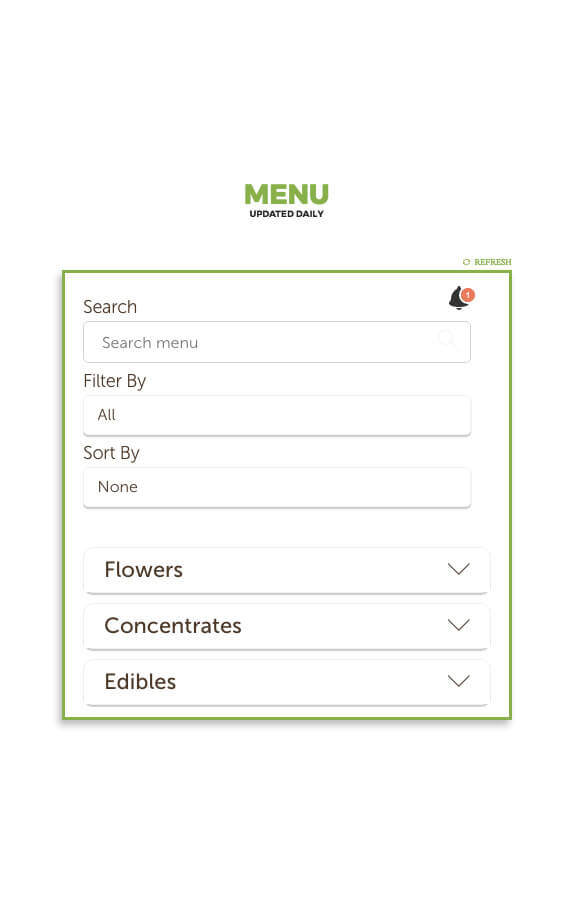 MENU
UPDATED DAILY
REFRESH
1
Search
Search menu
Filter By
All
Sort By
None
Flowers
Concentrates
Edibles